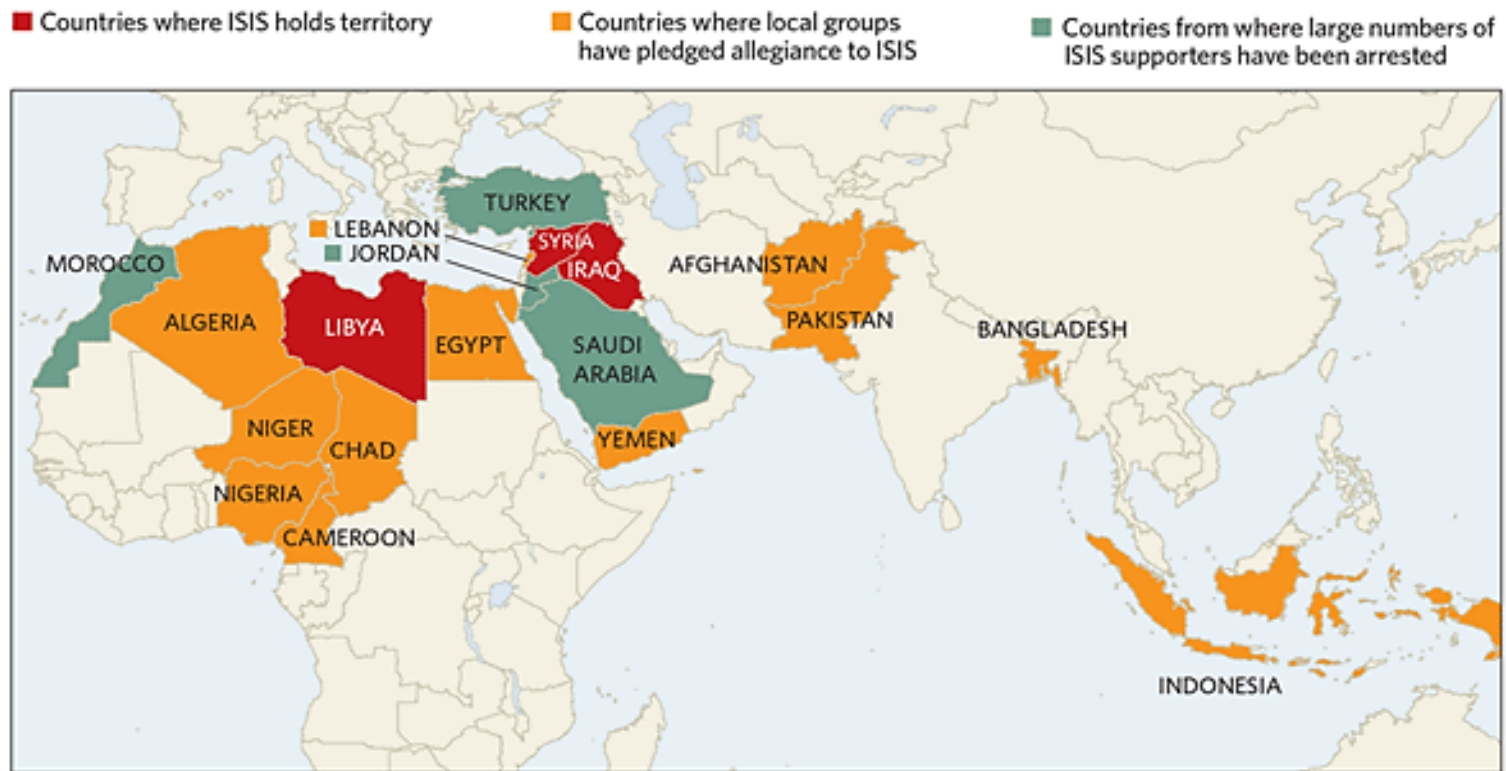 Countries where ISIS holds territory
Countries where local groups
have pledged allegiance to ISIS
Countries from where large numbers of
ISIS supporters have been arrested
TURKEY
LEBANON
SYRIA
JORDAN
MOROCCO
IRAQ
AFGHANISTAN
ALGERIA
LIBYA
EGYPT
PAKISTAN
BANGLADESH
SAUDI
ARABIA
NIGER
CHAD
YEMEN
NIGERIA
CAMEROON
INDONESIA